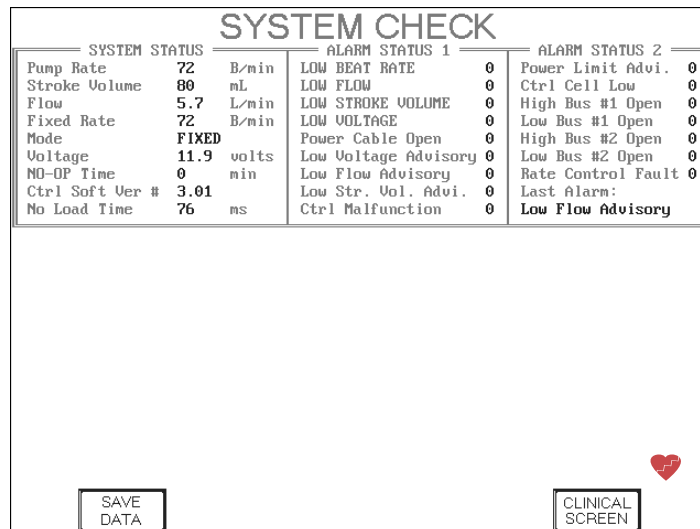 SYSTEM CHECK
SYSTEM STATUS
Pump Rate 72 B/min
Stroke Volume 80 mL
Flow 5.7 L/min
Fixed Rate 72 B/min
Mode FIXED
Voltage 11.9 volts
NO-OP Time 0 min
Ctrl Soft Ver # 3.01
No Load Time 76 ms
ALARM STATUS 1
LOW BEAT RATE 0
LOW FLOW 0
LOW STROKE VOLUME 0
LOW VOLTAGE 0
Power Cable Open 0
Low Voltage Advisory 0
Low Flow Advisory 0
Low Str. Vol. Advi. 0
Ctrl Malfunction 0
ALARM STATUS 2
Power Limit Advi. 0
Ctrl Cell Low 0
High Bus #1 Open 0
Low Bus #1 Open 0
High Bus #2 Open 0
Low Bus #2 Open 0
Rate Control Fault 0
Last Alarm:
Low Flow Advisory
SAVE
DATA
CLINICAL
SCREEN